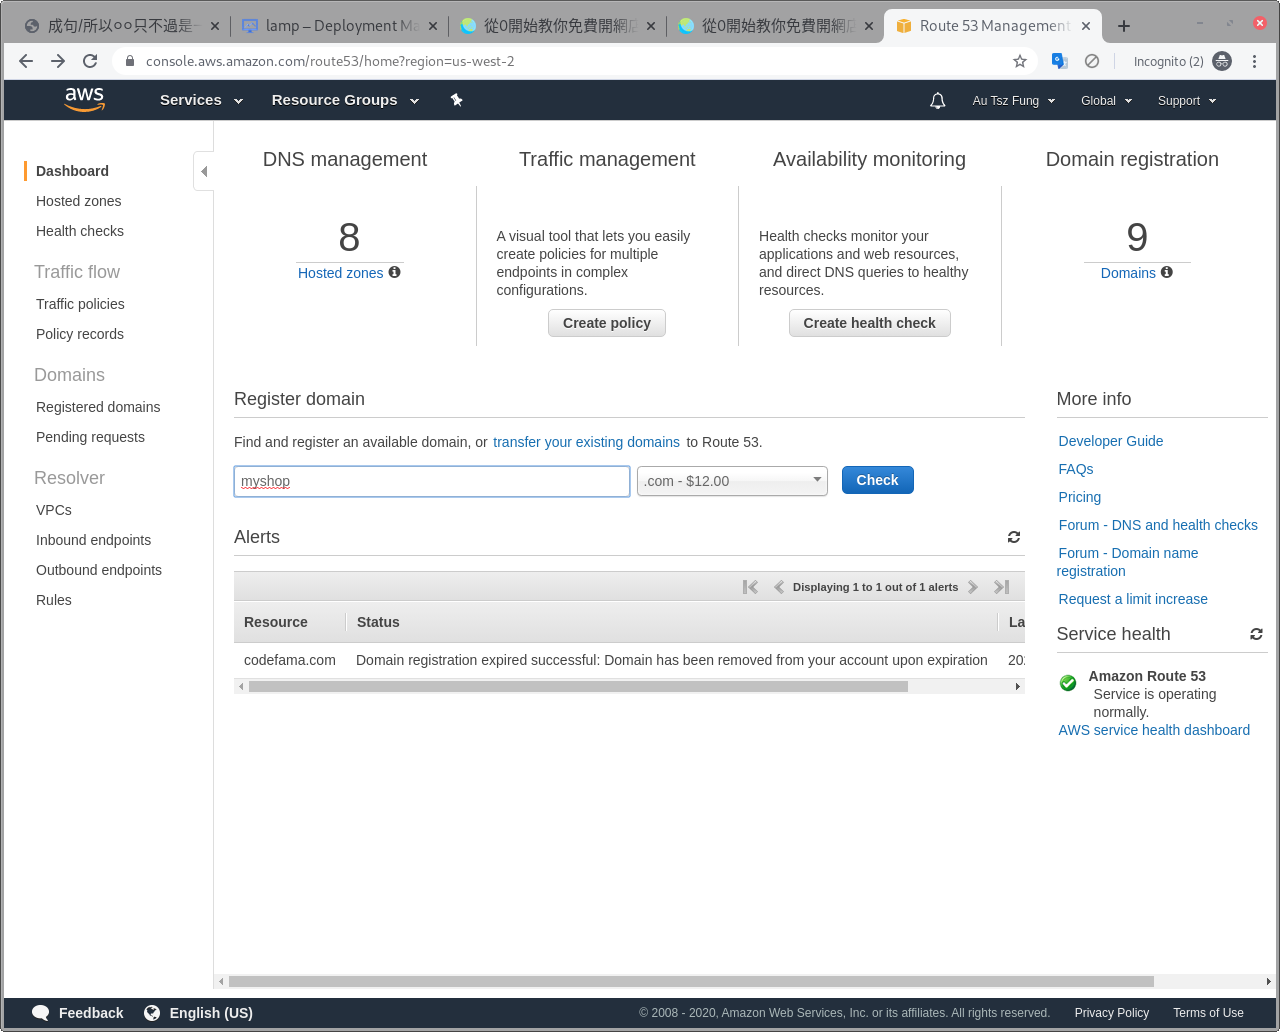 成句/所以○○只不過是
lamp – Deployment Ma
從0開始教你免費開網店
從0開始教你免費開網店
Route 53 Management
console.aws.amazon.com/route53/home?region=us-west-2
Incognito (2)
aws
Services
Resource Groups
Au Tsz Fung
Global
Support
Dashboard
Hosted zones
Health checks
Traffic flow
Traffic policies
Policy records
Domains
Registered domains
Pending requests
Resolver
VPCs
Inbound endpoints
Outbound endpoints
Rules
DNS management
8
Hosted zones
Traffic management
A visual tool that lets you easily
create policies for multiple
endpoints in complex
configurations.
Create policy
Availability monitoring
Health checks monitor your
applications and web resources,
and direct DNS queries to healthy
resources.
Create health check
Domain registration
9
Domains
Register domain
Find and register an available domain, or transfer your existing domains to Route 53.
myshop
.com - $12.00
Check
Alerts
Displaying 1 to 1 out of 1 alerts
Resource Status La
codefama.com Domain registration expired successful: Domain has been removed from your account upon expiration 202
More info
Developer Guide
FAQs
Pricing
Forum - DNS and health checks
Forum - Domain name
registration
Request a limit increase
Service health
Amazon Route 53
Service is operating
normally.
AWS service health dashboard
Feedback
English (US)
© 2008 - 2020, Amazon Web Services, Inc. or its affiliates. All rights reserved.
Privacy Policy
Terms of Use